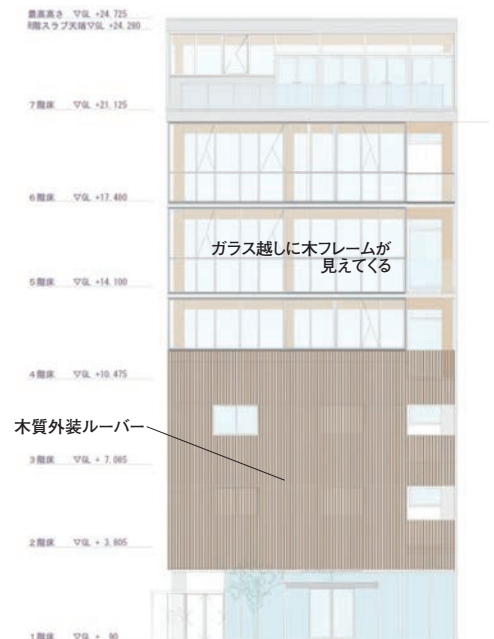 最高高さ ▽GL +24.725
R階スラブ天端▽GL +24.280
7階床 ▽GL +21.125
6階床 ▽GL +17.480
ガラス越しに木フレームが
見えてくる
5階床 ▽GL +14.100
4階床 ▽GL +10.475
木質外装ルーバー
3階床 ▽GL + 7.085
2階床 ▽GL + 3.805
1階床 ▽GL + 90